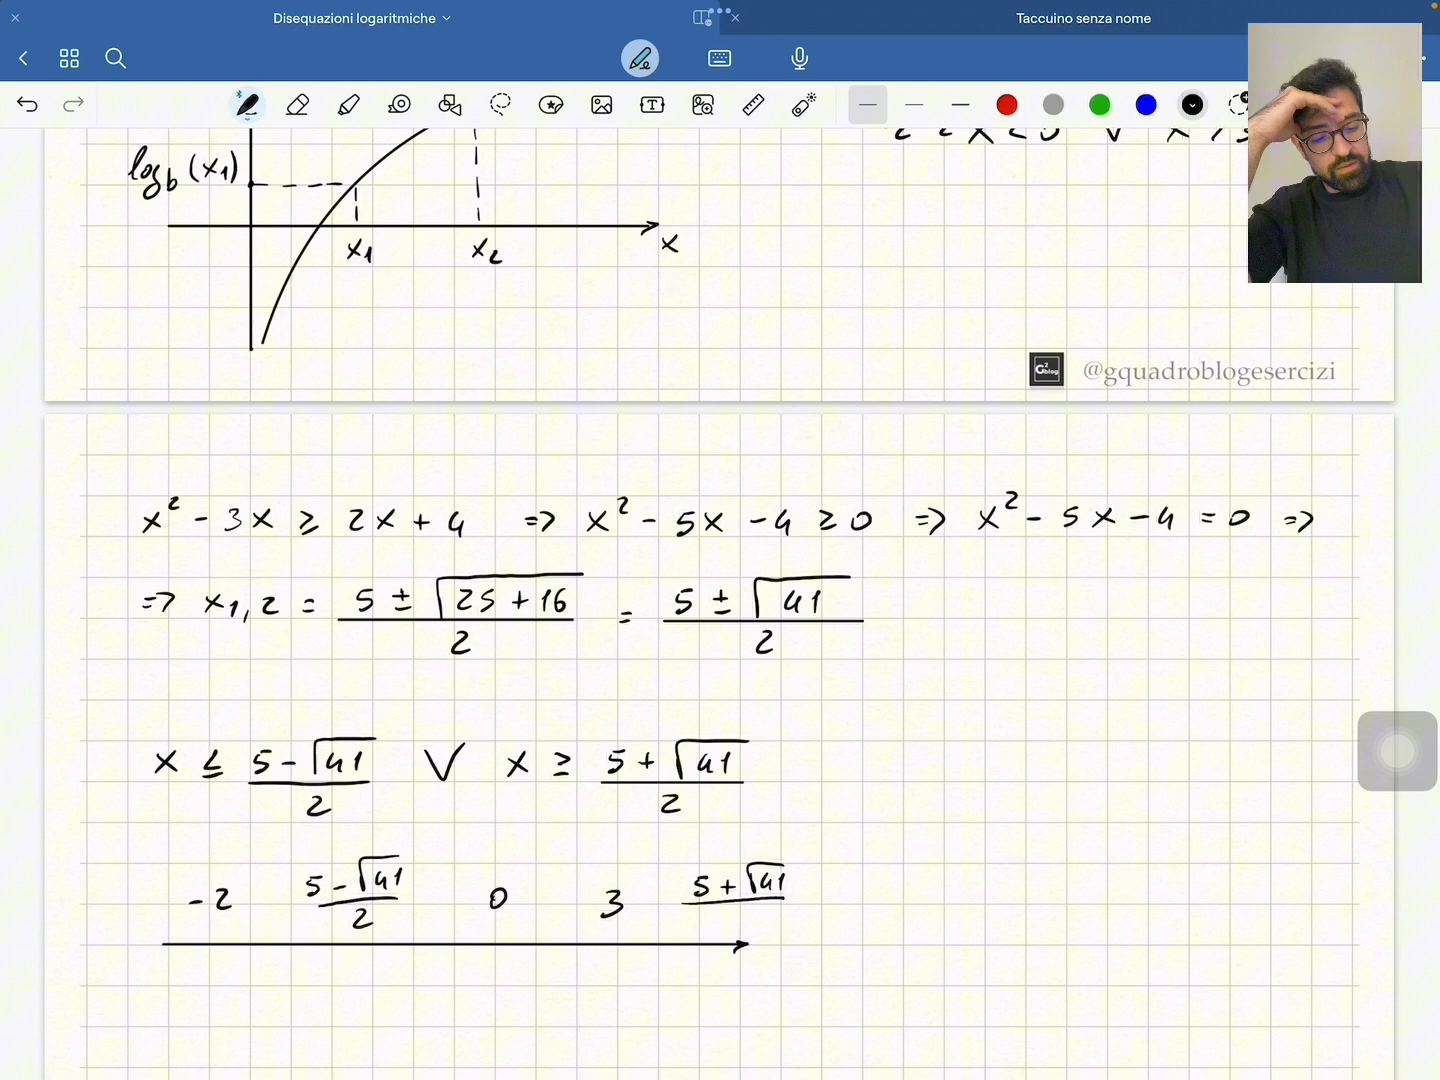 Disequazioni logaritmiche
Taccuino senza nome
log_b (x_1)
x_1 x_2 x
G² blog @gquadroblogesercizi
x² - 3x ≥ 2x + 4 => x² - 5x - 4 ≥ 0 => x² - 5x - 4 = 0 =>
=> x_{1,2} = (5 ± √(25 + 16))/2 = (5 ± √41)/2
x ≤ (5 - √41)/2 ∨ x ≥ (5 + √41)/2
-2 (5 - √41)/2 0 3 5 + √41